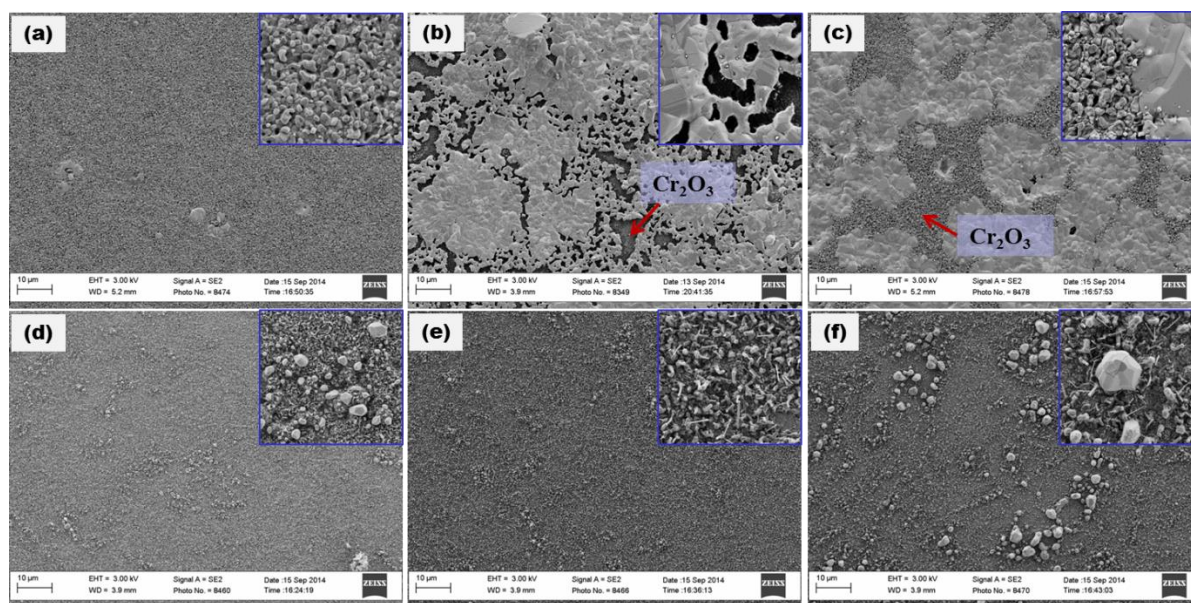 (a)
10 μm
EHT = 3.00 kV
WD = 5.2 mm
Signal A = SE2
Photo No. = 8474
Date :15 Sep 2014
Time :16:50:35
ZEISS
(b)
Cr₂O₃
10 μm
EHT = 3.00 kV
WD = 3.9 mm
Signal A = SE2
Photo No. = 8349
Date :13 Sep 2014
Time :20:41:35
ZEISS
(c)
Cr₂O₃
10 μm
EHT = 3.00 kV
WD = 5.2 mm
Signal A = SE2
Photo No. = 8478
Date :15 Sep 2014
Time :16:57:53
ZEISS
(d)
10 μm
EHT = 3.00 kV
WD = 3.9 mm
Signal A = SE2
Photo No. = 8460
Date :15 Sep 2014
Time :16:24:19
ZEISS
(e)
10 μm
EHT = 3.00 kV
WD = 3.9 mm
Signal A = SE2
Photo No. = 8466
Date :15 Sep 2014
Time :16:36:13
ZEISS
(f)
10 μm
EHT = 3.00 kV
WD = 3.9 mm
Signal A = SE2
Photo No. = 8470
Date :15 Sep 2014
Time :16:43:03
ZEISS